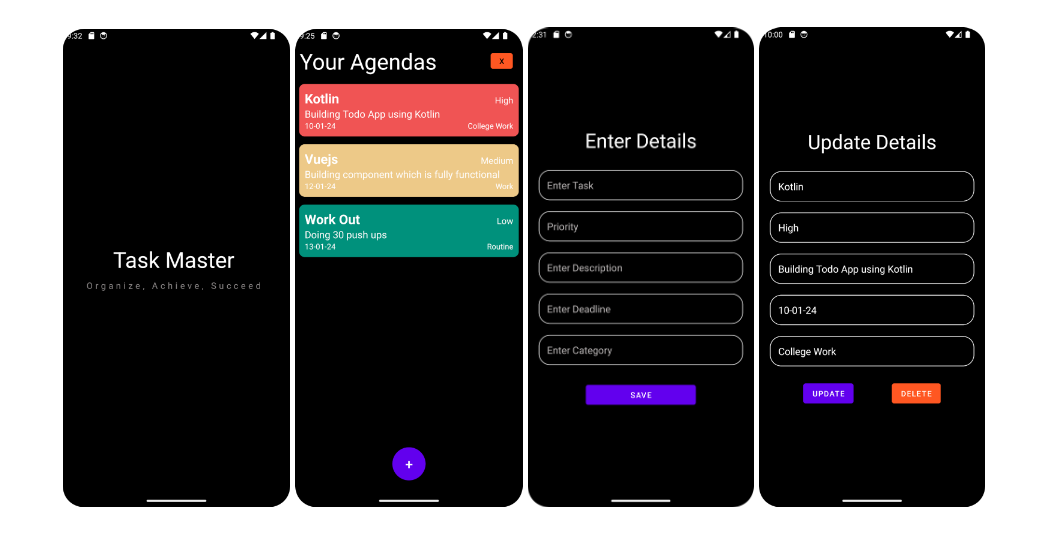 9:32
Task Master
Organize, Achieve, Succeed
9:25
Your Agendas
X
Kotlin
High
Building Todo App using Kotlin
10-01-24
College Work
Vuejs
Medium
Building component which is fully functional
12-01-24
Work
Work Out
Low
Doing 30 push ups
13-01-24
Routine
+
2:31
Enter Details
Enter Task
Priority
Enter Description
Enter Deadline
Enter Category
SAVE
10:00
Update Details
Kotlin
High
Building Todo App using Kotlin
10-01-24
College Work
UPDATE
DELETE